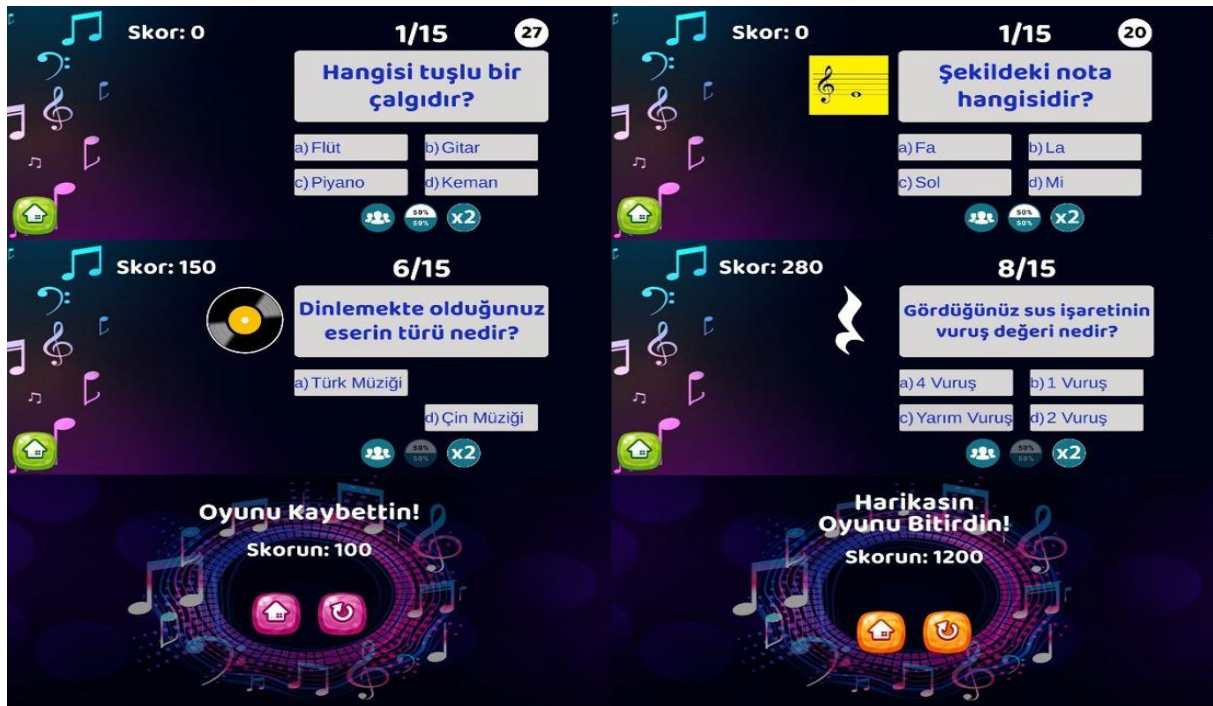 Skor: 0
1/15
27
Hangisi tuşlu bir
çalgıdır?
a) Flüt
b) Gitar
c) Piyano
d) Keman
50%
50%
x2
Skor: 0
1/15
20
Şekildeki nota
hangisidir?
a) Fa
b) La
c) Sol
d) Mi
50%
50%
x2
Skor: 150
6/15
Dinlemekte olduğunuz
eserin türü nedir?
a) Türk Müziği
d) Çin Müziği
50%
50%
x2
Skor: 280
8/15
Gördüğünüz sus işaretinin
vuruş değeri nedir?
a) 4 Vuruş
b) 1 Vuruş
c) Yarım Vuruş
d) 2 Vuruş
50%
50%
x2
Oyunu Kaybettin!
Skorun: 100
Harikasın
Oyunu Bitirdin!
Skorun: 1200